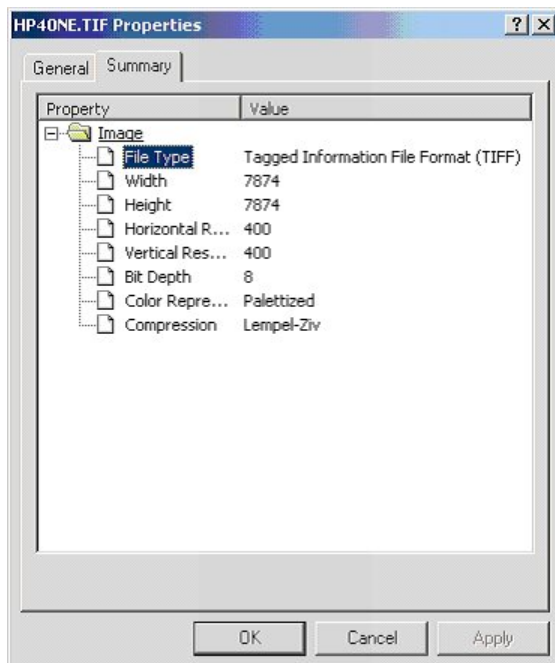 HP40NE.TIF Properties
General Summary
Property Value
Image
File Type Tagged Information File Format (TIFF)
Width 7874
Height 7874
Horizontal R... 400
Vertical Res... 400
Bit Depth 8
Color Repre... Palettized
Compression Lempel-Ziv
OK Cancel Apply